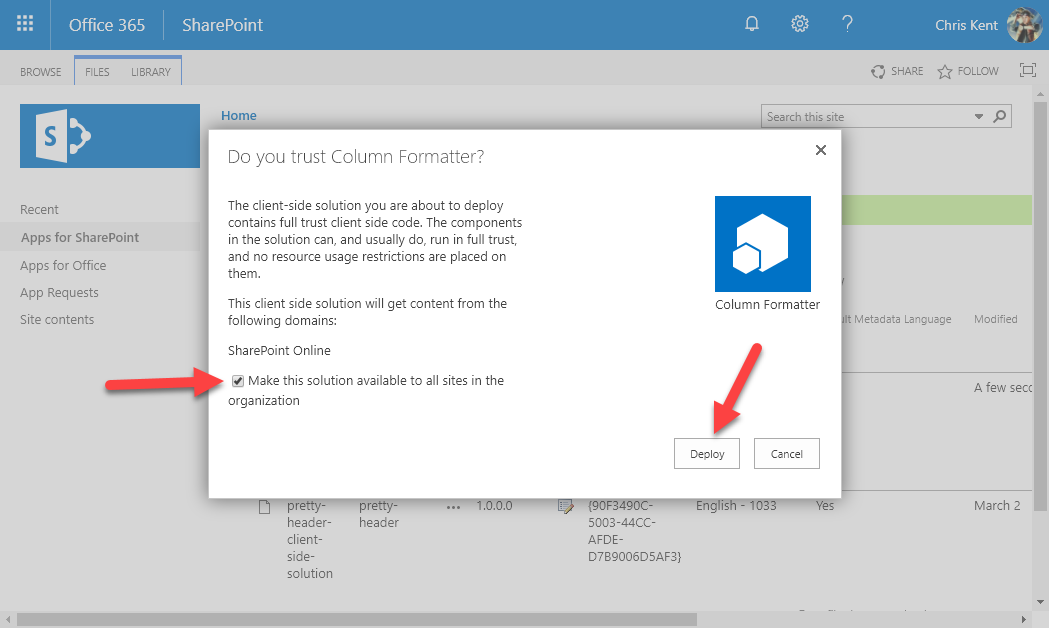 Office 365
SharePoint
?
Chris Kent
BROWSE
FILES
LIBRARY
SHARE
FOLLOW
S
Home
Search this site
Do you trust Column Formatter?
Recent
Apps for SharePoint
Apps for Office
App Requests
Site contents
The client-side solution you are about to deploy
contains full trust client side code. The components
in the solution can, and usually do, run in full trust,
and no resource usage restrictions are placed on
them.
This client side solution will get content from the
following domains:
SharePoint Online
Make this solution available to all sites in the
organization
Column Formatter
Metadata Language
Modified
A few
Deploy
Cancel
pretty-
header-
client-
side-
solution
pretty-
header
...
1.0.0.0
{90F3490C-
5003-44CC-
AFDE-
D7B9006D5AF3}
English - 1033
Yes
March 2